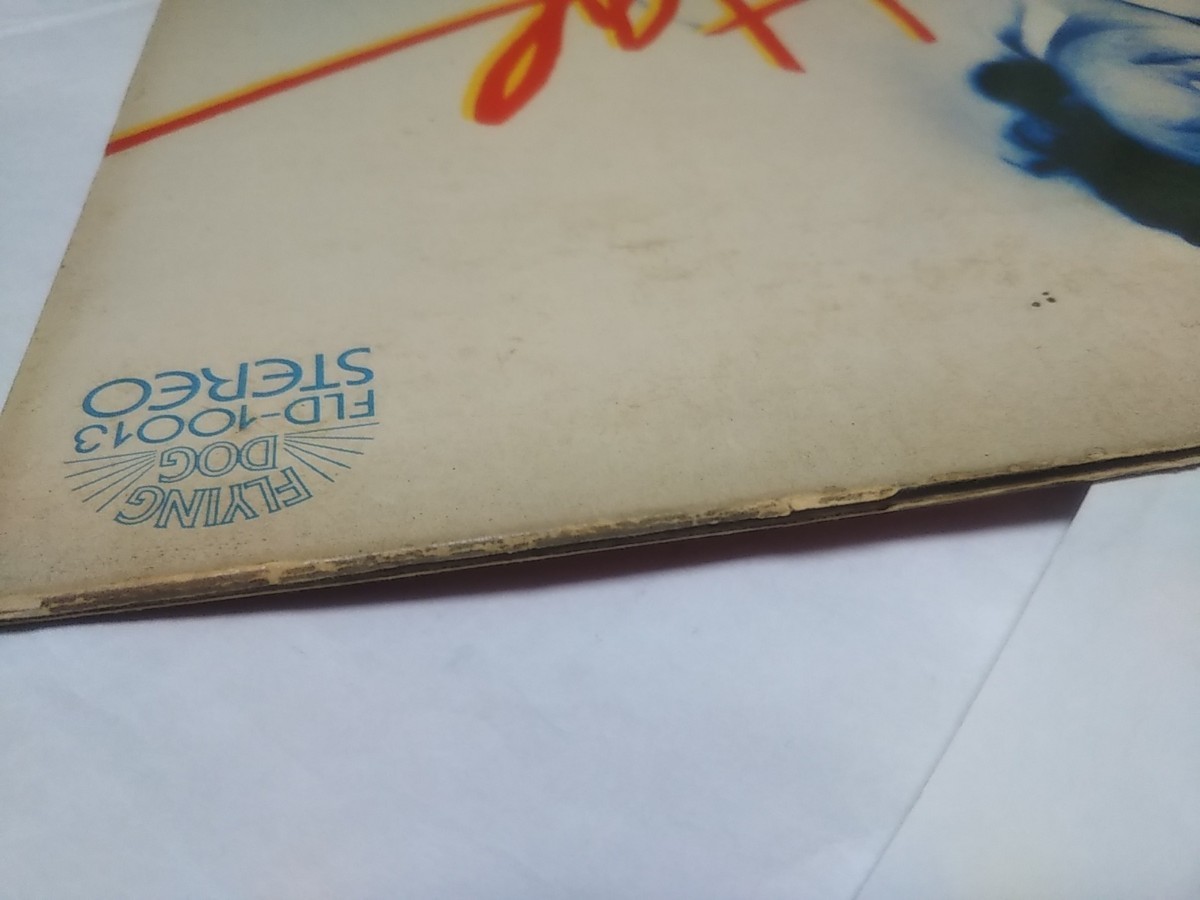 STEREO
FLD-10013
FLYING
DOG